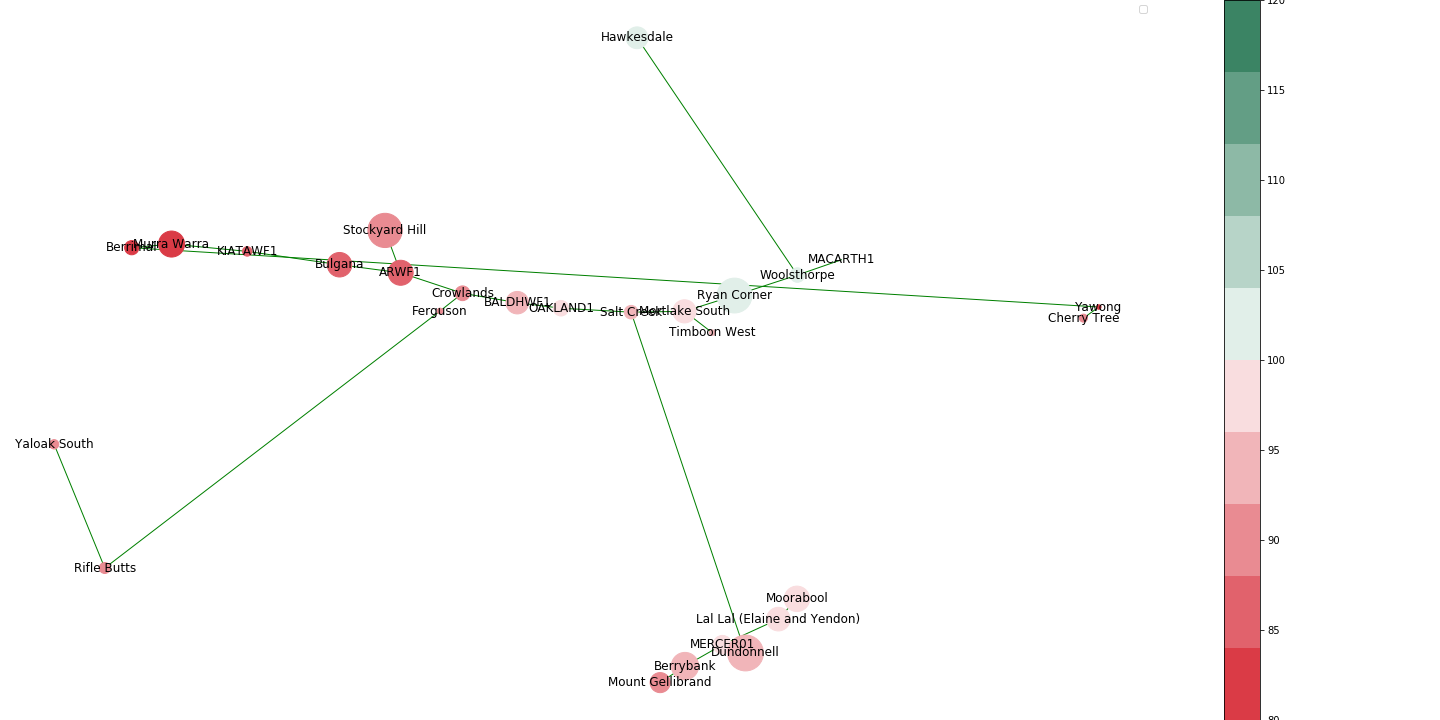 120
Hawkesdale
115
110
Stockyard Hill
Murra Warra
KIATAWF1
MACARTH1
Bulgana
ARWF1
Woolsthorpe
105
Crowlands
Ryan Corner
BALDHWF1
OAKLAND1
Yawong
Ferguson
Salt Creek
Mortlake South
Cherry Tree
Timboon West
100
Yaloak South
95
90
Rifle Butts
Moorabool
Lal Lal (Elaine and Yendon)
85
MERCER01
Dundonnell
Berrybank
Mount Gellibrand
80